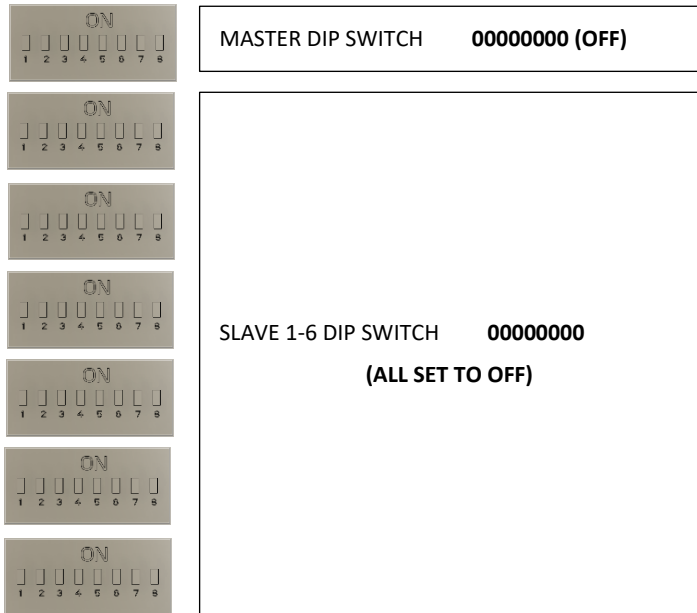 ON
1 2 3 4 5 6 7 8
MASTER DIP SWITCH 00000000 (OFF)
ON
1 2 3 4 5 6 7 8
ON
1 2 3 4 5 6 7 8
ON
1 2 3 4 5 6 7 8
SLAVE 1-6 DIP SWITCH 00000000
(ALL SET TO OFF)
ON
1 2 3 4 5 6 7 8
ON
1 2 3 4 5 6 7 8
ON
1 2 3 4 5 6 7 8